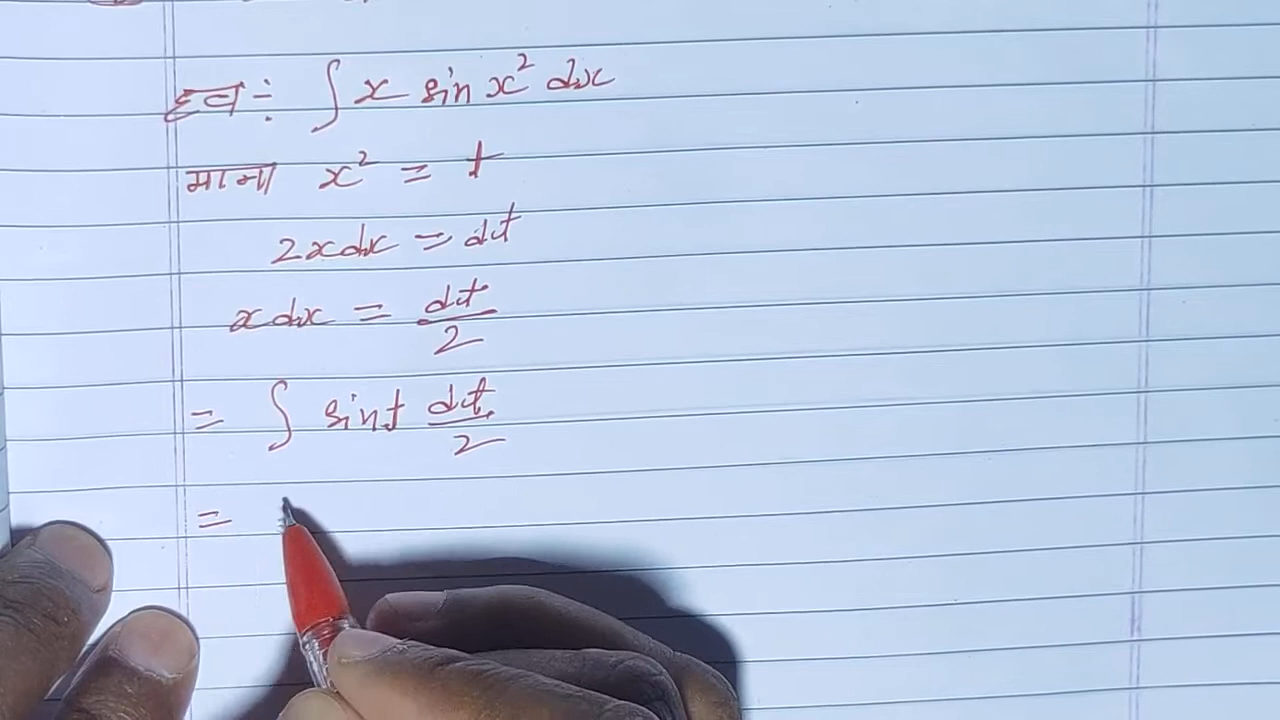 हल ÷ ∫ x sin x² dx
माना x² = t
2x dx = dt
x dx = dt/2
= ∫ sin t dt/2
=